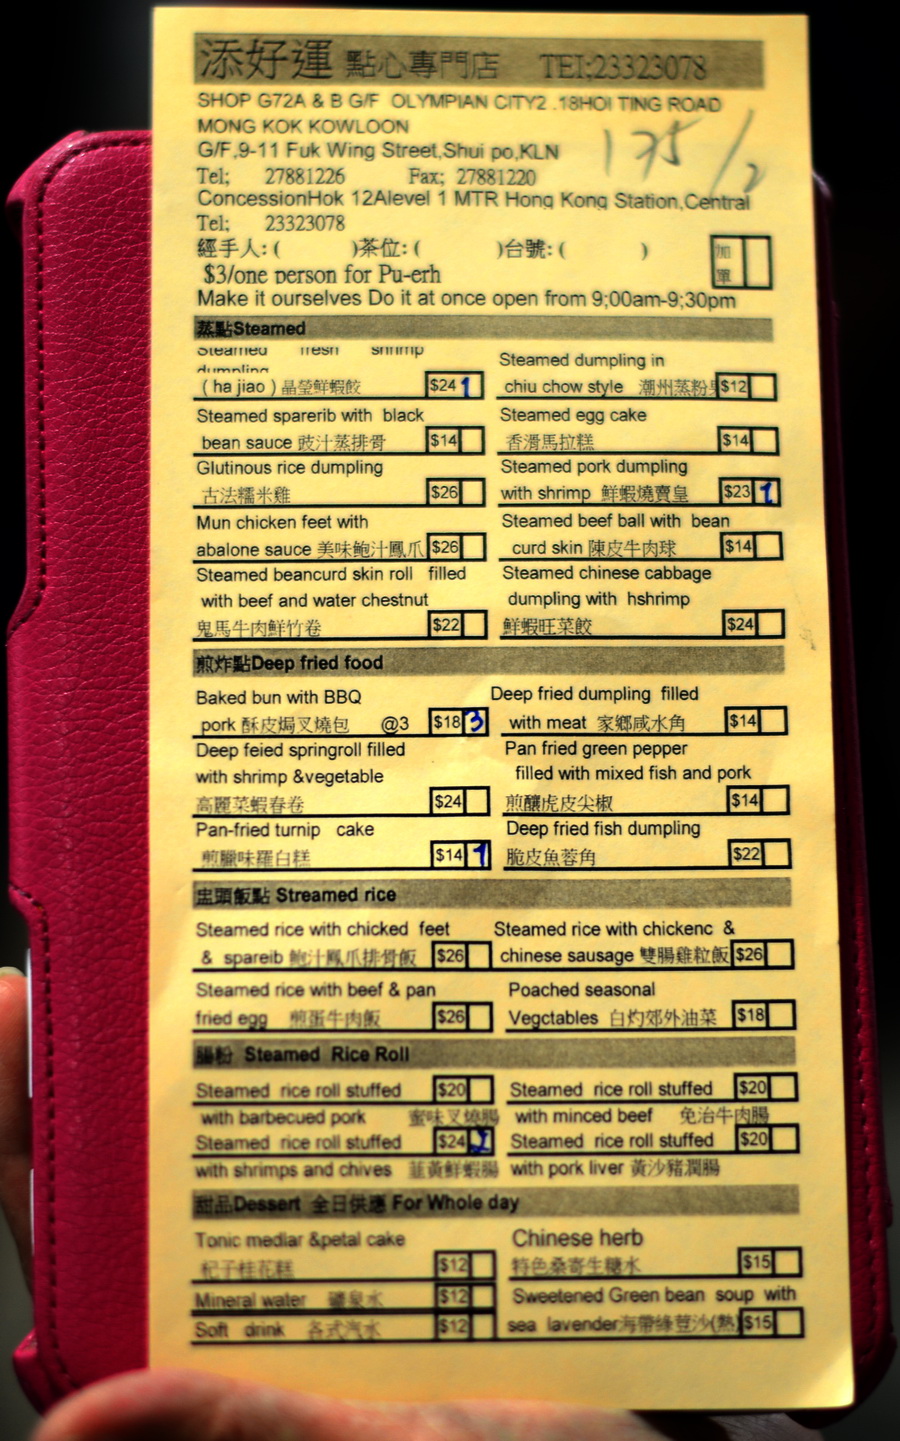 添好運 點心專門店 TEL;23323078
SHOP G72A & B G/F OLYMPIAN CITY2 .18HOI TING ROAD
MONG KOK KOWLOON
G/F,9-11 Fuk Wing Street,Shui po,KLN
175/2
Tel; 27881226 Fax; 27881220
ConcessionHok 12Alevel 1 MTR Hong Kong Station,Central
Tel; 23323078
經手人:( )茶位:( )台號:( ) 加單
$3/one person for Pu-erh
Make it ourselves Do it at once open from 9;00am-9;30pm
蒸點Steamed
Steamed fresh shrimp dumpling
(ha jiao) 晶瑩鮮蝦餃 $24 1
Steamed dumpling in
chiu chow style 潮州蒸粉果 $12
Steamed sparerib with black
bean sauce 豉汁蒸排骨 $14
Steamed egg cake
香滑馬拉糕 $14
Glutinous rice dumpling
古法糯米雞 $26
Steamed pork dumpling
with shrimp 鮮蝦燒賣皇 $23 1
Mun chicken feet with
abalone sauce 美味鮑汁鳳爪 $26
Steamed beef ball with bean
curd skin 陳皮牛肉球 $14
Steamed beancurd skin roll filled
with beef and water chestnut
鬼馬牛肉鮮竹卷 $22
Steamed chinese cabbage
dumpling with hshrimp
鮮蝦旺菜餃 $24
煎炸點Deep fried food
Baked bun with BBQ
pork 酥皮焗叉燒包 @3 $18 3
Deep fried dumpling filled
with meat 家鄉咸水角 $14
Deep feied springroll filled
with shrimp &vegetable
高麗菜蝦春卷 $24
Pan fried green pepper
filled with mixed fish and pork
煎釀虎皮尖椒 $14
Pan-fried turnip cake
煎臘味羅白糕 $14 1
Deep fried fish dumpling
脆皮魚蓉角 $22
盅頭飯點 Streamed rice
Steamed rice with chicked feet
& spareib 鮑汁鳳爪排骨飯 $26
Steamed rice with chickenc &
chinese sausage 雙腸雞粒飯 $26
Steamed rice with beef & pan
fried egg 煎蛋牛肉飯 $26
Poached seasonal
Vegctables 白灼郊外油菜 $18
腸粉 Steamed Rice Roll
Steamed rice roll stuffed $20
with barbecued pork 蜜味叉燒腸
Steamed rice roll stuffed $20
with minced beef 免治牛肉腸
Steamed rice roll stuffed $24
with shrimps and chives 韮黃鮮蝦腸
Steamed rice roll stuffed $20
with pork liver 黃沙豬潤腸
甜品Dessert 全日供應 For Whole day
Tonic medlar &petal cake
杞子桂花糕 $12
Chinese herb
特色桑寄生糖水 $15
Mineral water 礦泉水 $12
Soft drink 各式汽水 $12
Sweetened Green bean soup with
sea lavender海帶綠荳沙(熱) $15